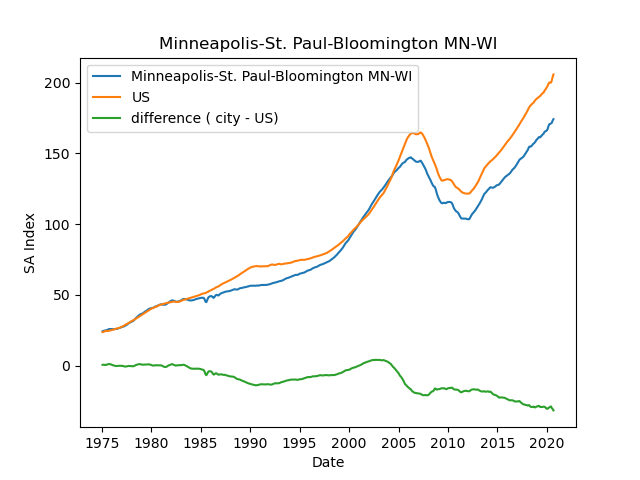 Minneapolis-St. Paul-Bloomington MN-WI
Minneapolis-St. Paul-Bloomington MN-WI
US
difference ( city - US)
200
150
100
50
0
SA Index
1975 1980 1985 1990 1995 2000 2005 2010 2015 2020
Date